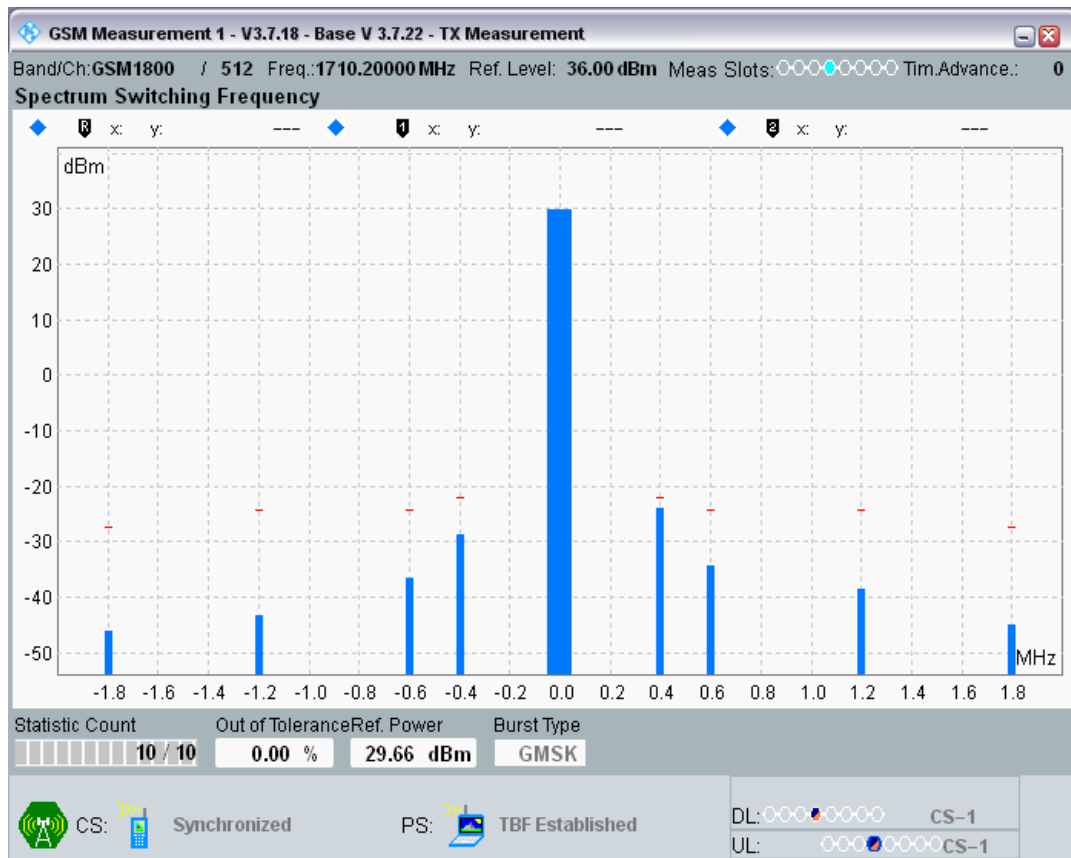 GSM Measurement 1 - V3.7.18 - Base V 3.7.22 - TX Measurement
Band/Ch:GSM1800 / 512 Freq.:1710.20000 MHz Ref. Level: 36.00 dBm Meas Slots: Tim.Advance.: 0
Spectrum Switching Frequency
R x: y: --- 1 x: y: --- 2 x: y: ---
dBm
30
20
10
0
-10
-20
-30
-40
-50
MHz
-1.8 -1.6 -1.4 -1.2 -1.0 -0.8 -0.6 -0.4 -0.2 0.0 0.2 0.4 0.6 0.8 1.0 1.2 1.4 1.6 1.8
Statistic Count Out of Tolerance Ref. Power Burst Type
10 / 10 0.00 % 29.66 dBm GMSK
CS: Synchronized PS: TBF Established DL: CS-1
UL: CS-1